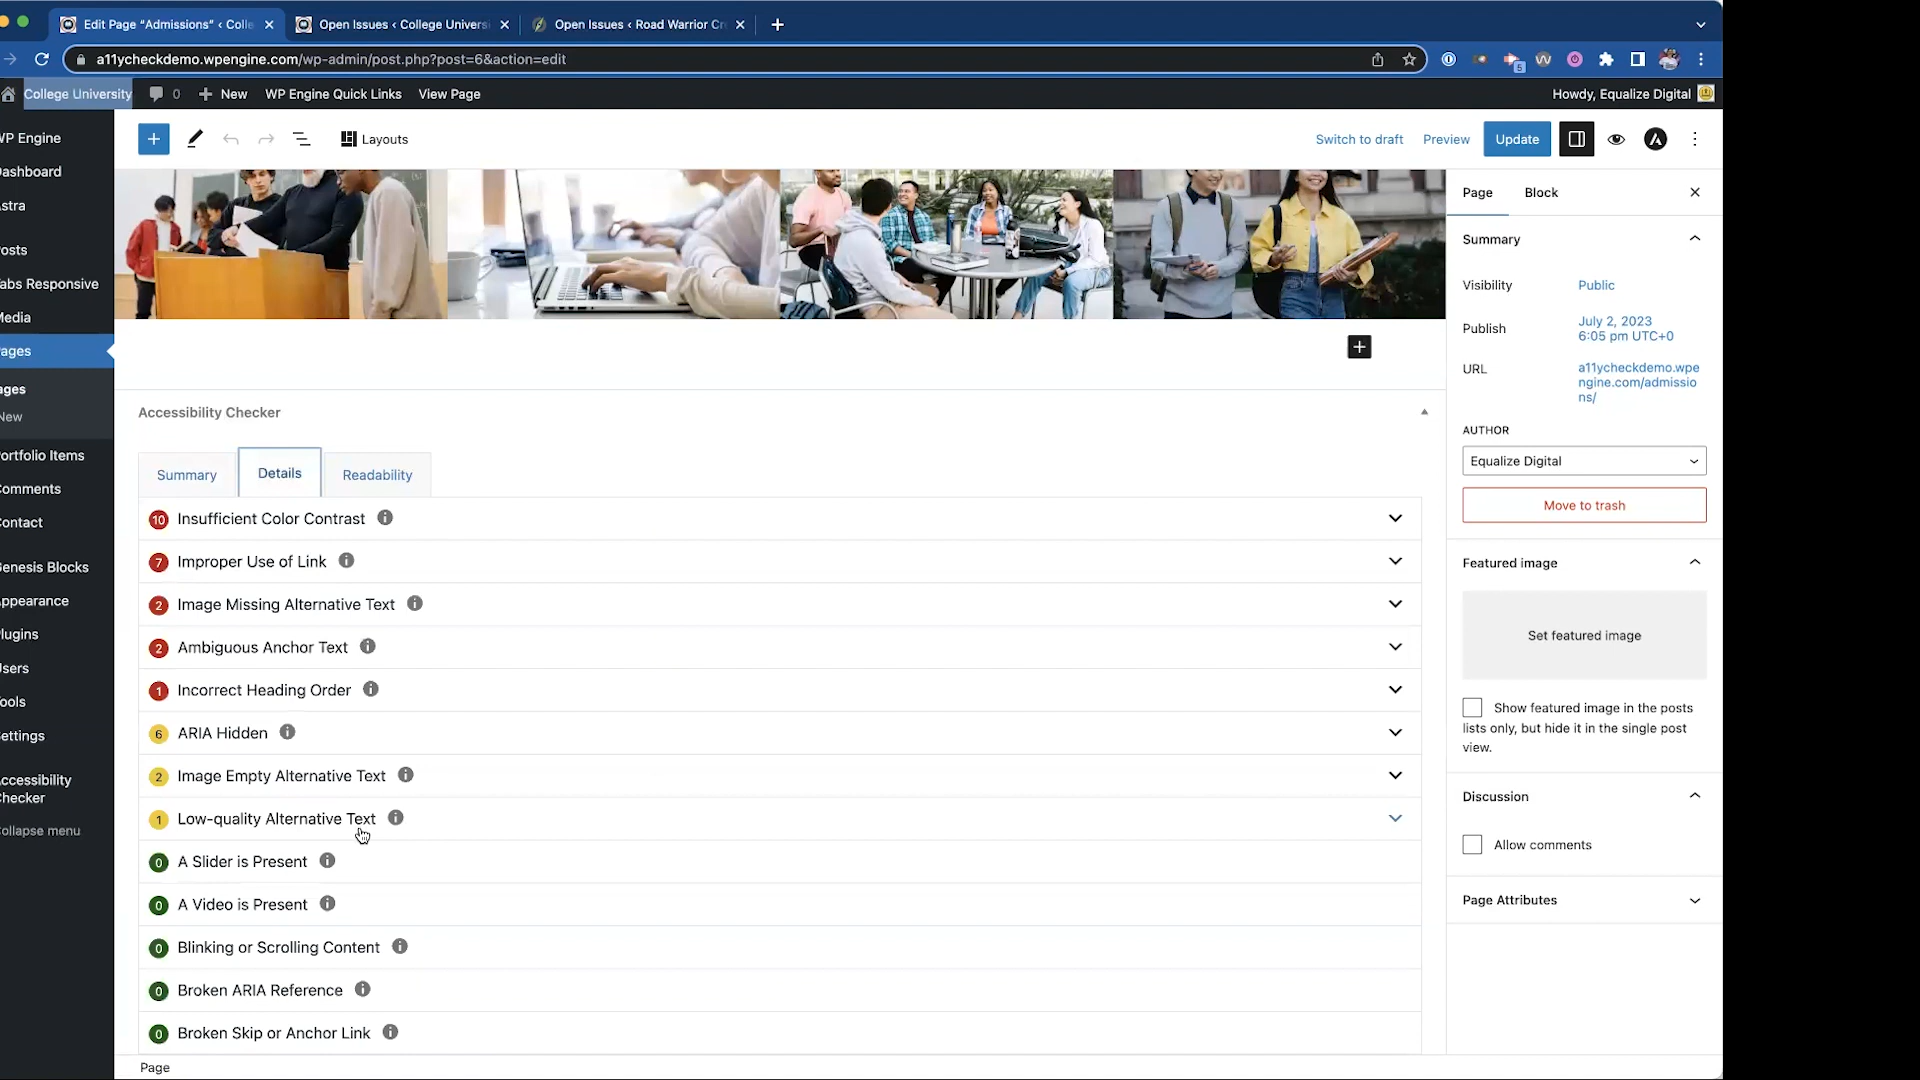 Edit Page “Admissions” ‹ Colle
Open Issues ‹ College Univers
Open Issues ‹ Road Warrior Cr
a11ycheckdemo.wpengine.com/wp-admin/post.php?post=6&action=edit
5
College University
0
New
WP Engine Quick Links
View Page
Howdy, Equalize Digital
WP Engine
Dashboard
Astra
Posts
Tabs Responsive
Media
Pages
Pages
New
Portfolio Items
Comments
Contact
Genesis Blocks
Appearance
Plugins
Users
Tools
Settings
Accessibility
Checker
Collapse menu
Layouts
Switch to draft
Preview
Update
Accessibility Checker
Summary
Details
Readability
10 Insufficient Color Contrast
7 Improper Use of Link
2 Image Missing Alternative Text
2 Ambiguous Anchor Text
1 Incorrect Heading Order
6 ARIA Hidden
2 Image Empty Alternative Text
1 Low-quality Alternative Text
0 A Slider is Present
0 A Video is Present
0 Blinking or Scrolling Content
0 Broken ARIA Reference
0 Broken Skip or Anchor Link
Page
Page
Block
Summary
Visibility
Public
Publish
July 2, 2023
6:05 pm UTC+0
URL
a11ycheckdemo.wpe
ngine.com/admissio
ns/
AUTHOR
Equalize Digital
Move to trash
Featured image
Set featured image
Show featured image in the posts
lists only, but hide it in the single post
view.
Discussion
Allow comments
Page Attributes